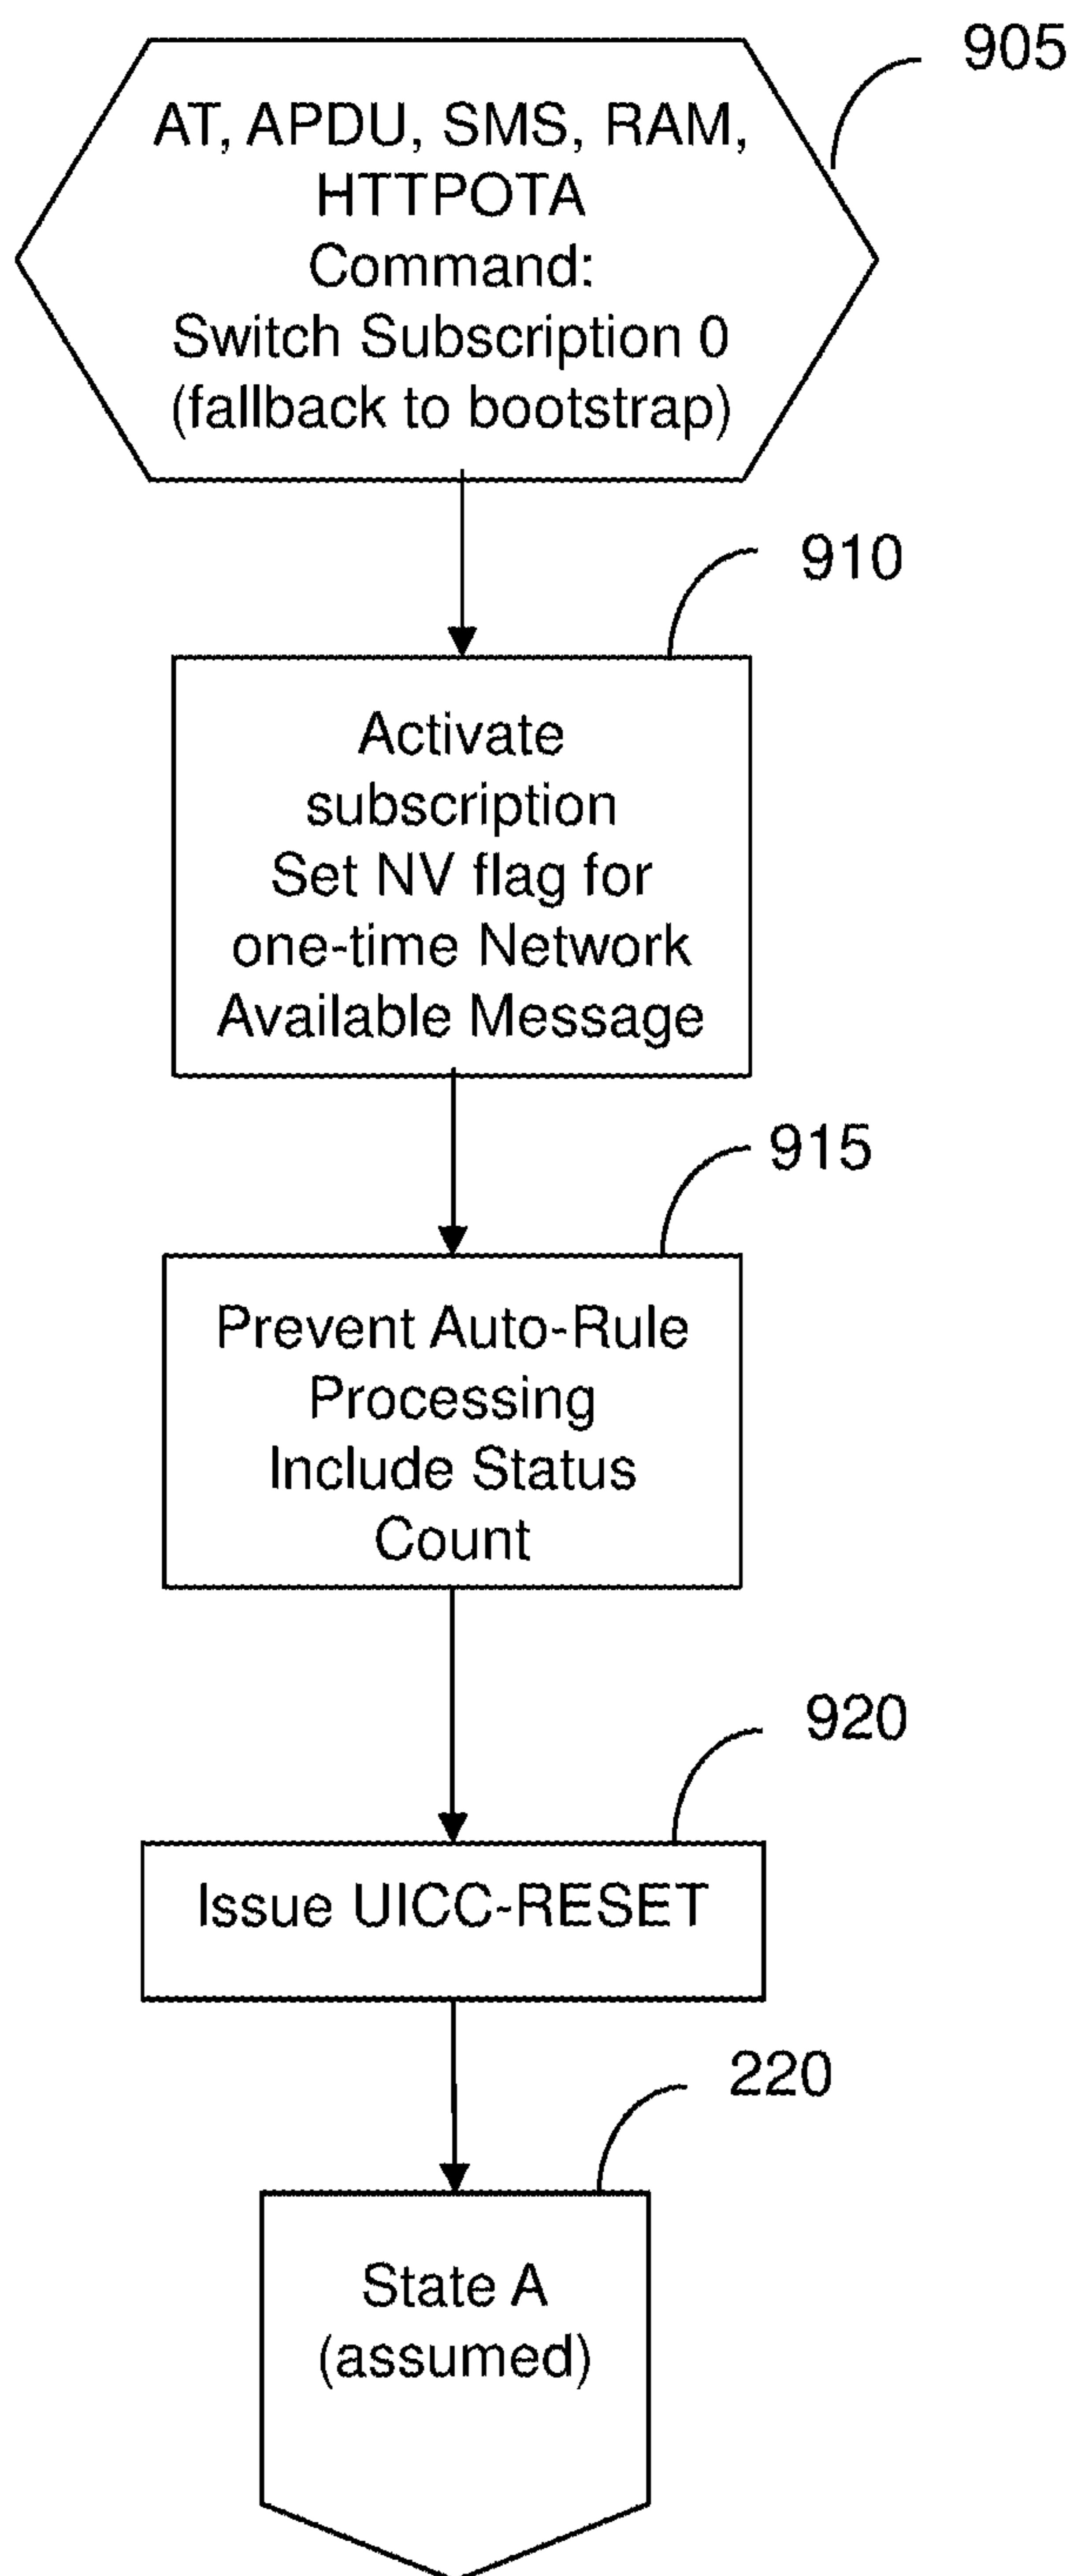 905
AT, APDU, SMS, RAM,
HTTPOTA
Command:
Switch Subscription 0
(fallback to bootstrap)
910
Activate
subscription
Set NV flag for
one-time Network
Available Message
915
Prevent Auto-Rule
Processing
Include Status
Count
920
Issue UICC-RESET
220
State A
(assumed)